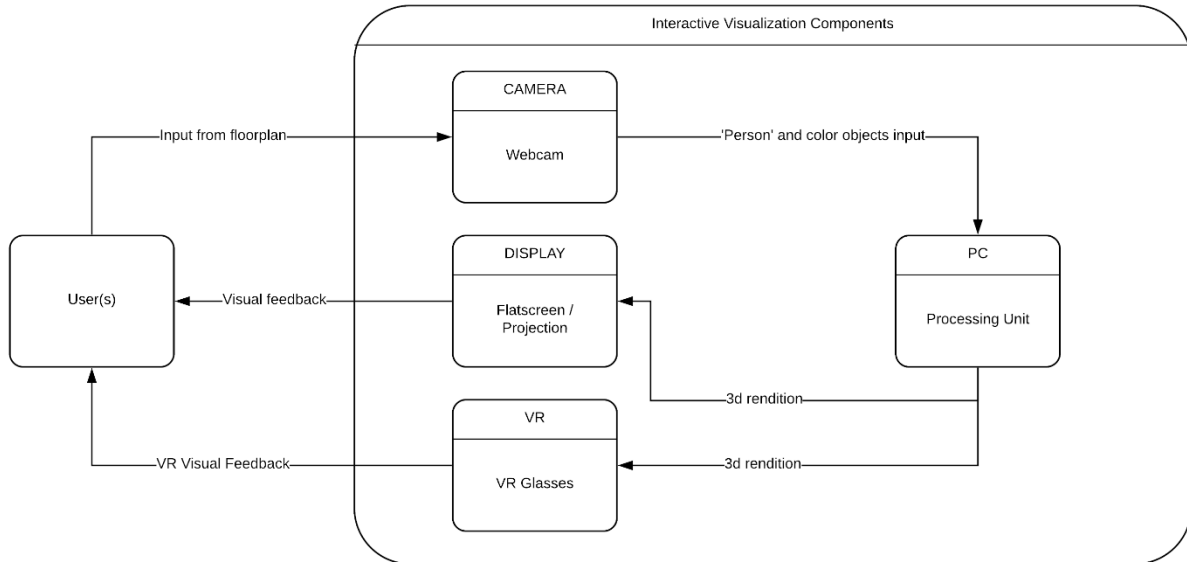 Interactive Visualization Components
CAMERA
Input from floorplan
'Person' and color objects input
Webcam
DISPLAY
PC
User(s)
Visual feedback
Flatscreen /
Projection
Processing Unit
3d rendition
VR
VR Visual Feedback
3d rendition
VR Glasses